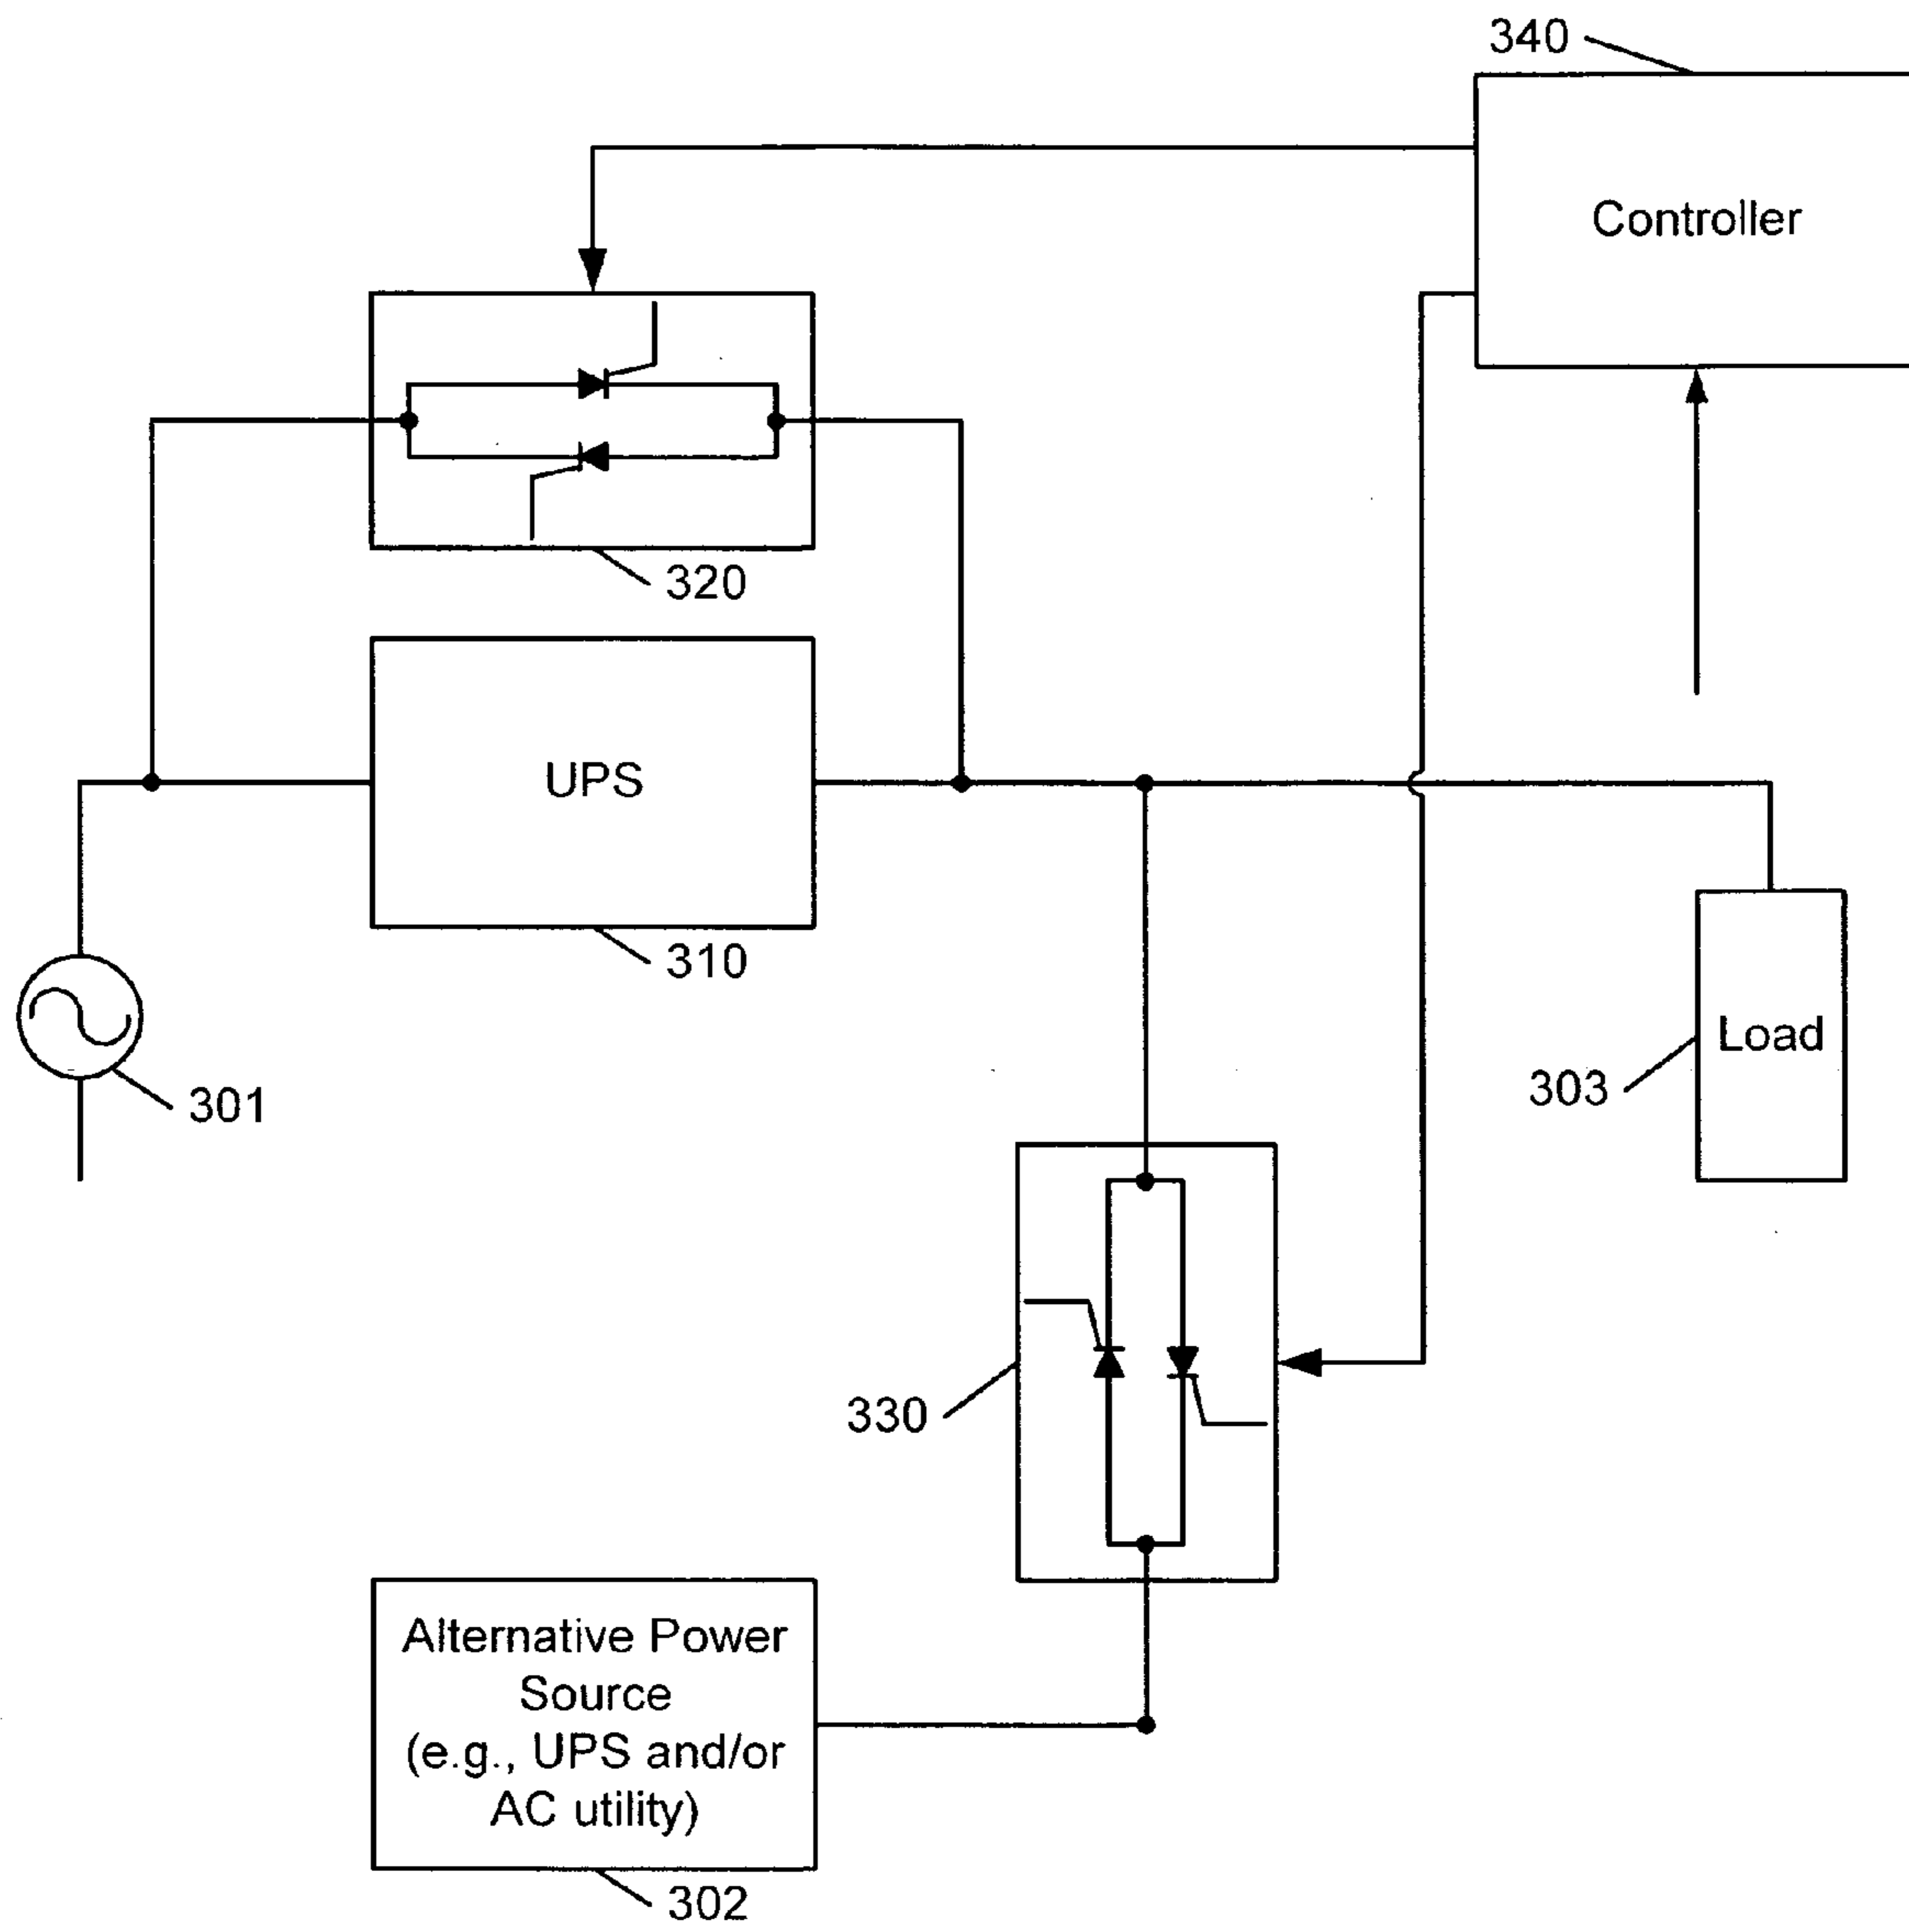 340
Controller
320
UPS
310
301
Load
303
330
Alternative Power
Source
(e.g., UPS and/or
AC utility)
302